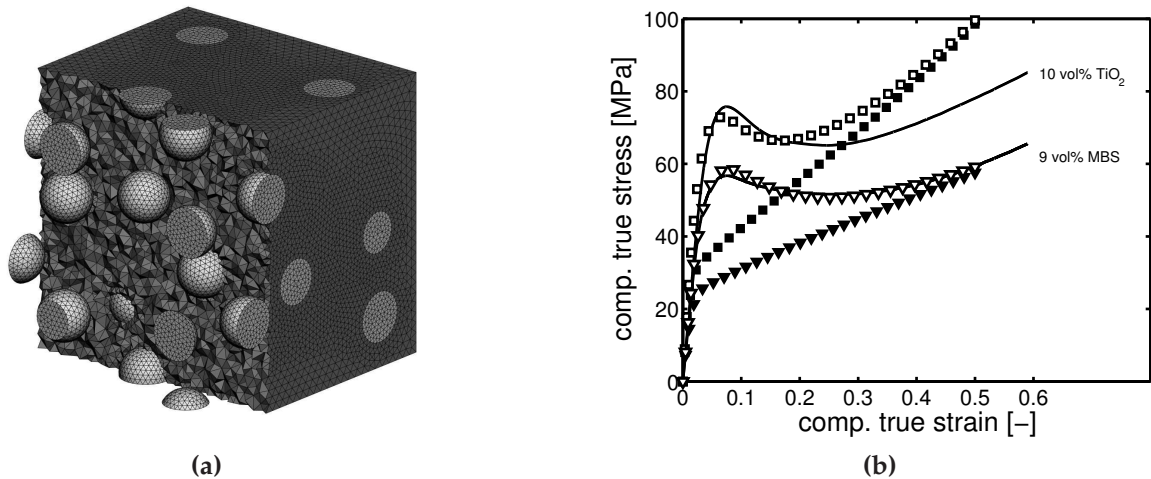 100
80
60
40
20
0
comp. true stress [MPa]
10 vol% TiO₂
9 vol% MBS
0 0.1 0.2 0.3 0.4 0.5 0.6
comp. true strain [−]
(a) (b)